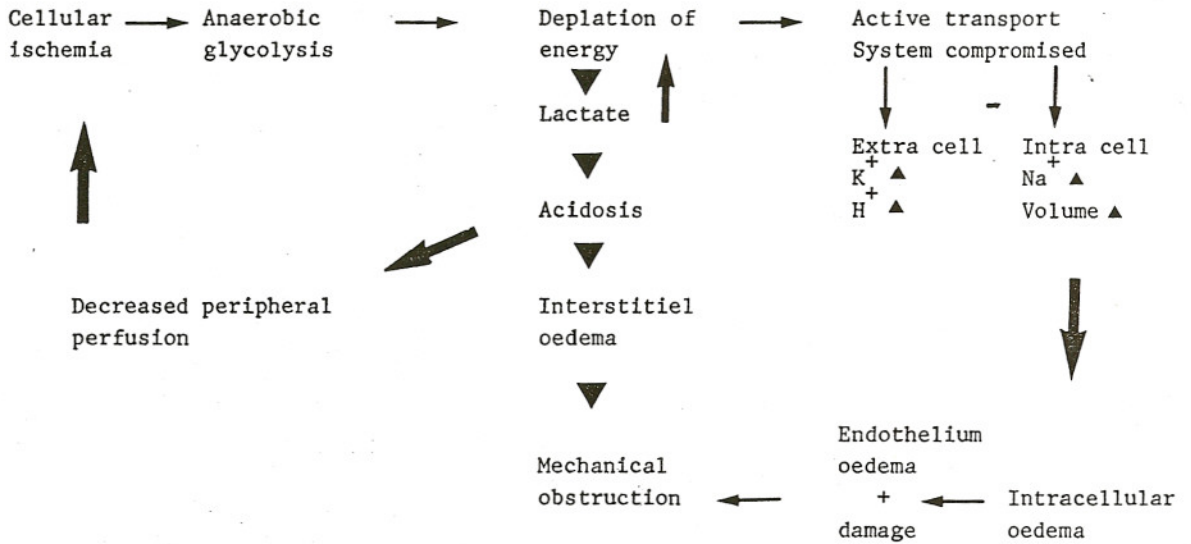 Cellular
ischemia
Anaerobic
glycolysis
Deplation of
energy
Active transport
System compromised
Lactate
Extra cell
K+
H+
Intra cell
Na+
Volume
Acidosis
Decreased peripheral
perfusion
Interstitiel
oedema
Mechanical
obstruction
Endothelium
oedema
+
damage
Intracellular
oedema